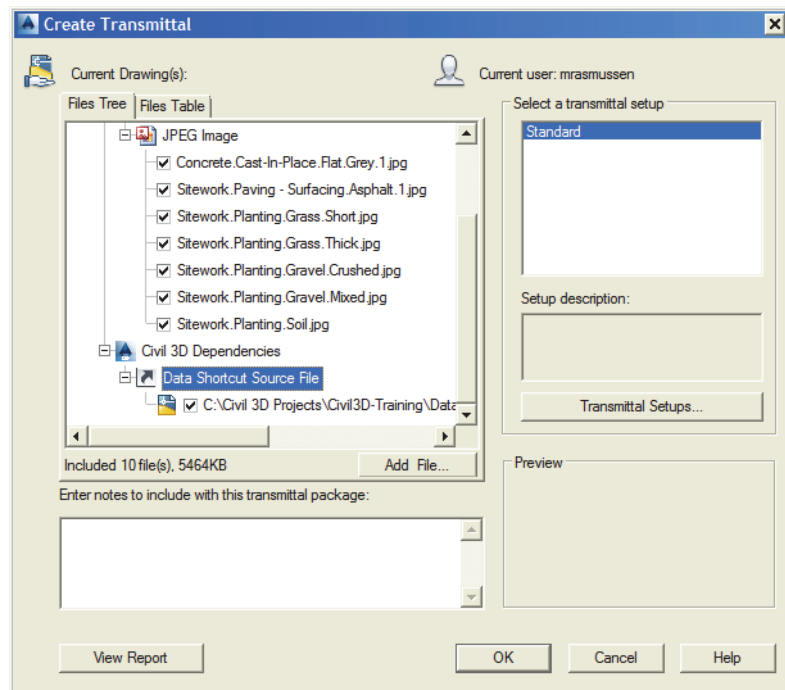 Create Transmittal
Current Drawing(s):
Current user: mrasmussen
Files Tree
Files Table
JPEG Image
Concrete.Cast-In-Place.Flat.Grey.1.jpg
Sitework.Paving - Surfacing.Asphalt.1.jpg
Sitework.Planting.Grass.Short.jpg
Sitework.Planting.Grass.Thick.jpg
Sitework.Planting.Gravel.Crushed.jpg
Sitework.Planting.Gravel.Mixed.jpg
Sitework.Planting.Soil.jpg
Civil 3D Dependencies
Data Shortcut Source File
C:\Civil 3D Projects\Civil3D-Training\Data
Included 10 file(s), 5464KB
Add File...
Enter notes to include with this transmittal package:
Select a transmittal setup
Standard
Setup description:
Transmittal Setups...
Preview
View Report
OK
Cancel
Help